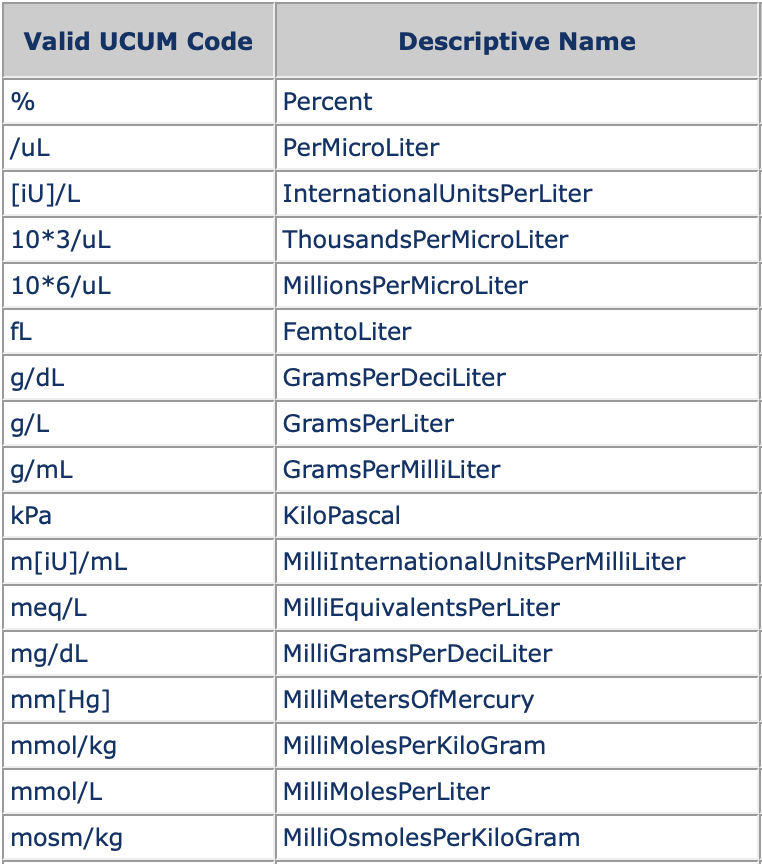 Valid UCUM Code Descriptive Name
% Percent
/uL PerMicroLiter
[iU]/L InternationalUnitsPerLiter
10*3/uL ThousandsPerMicroLiter
10*6/uL MillionsPerMicroLiter
fL FemtoLiter
g/dL GramsPerDeciLiter
g/L GramsPerLiter
g/mL GramsPerMilliLiter
kPa KiloPascal
m[iU]/mL MilliInternationalUnitsPerMilliLiter
meq/L MilliEquivalentsPerLiter
mg/dL MilliGramsPerDeciLiter
mm[Hg] MilliMetersOfMercury
mmol/kg MilliMolesPerKiloGram
mmol/L MilliMolesPerLiter
mosm/kg MilliOsmolesPerKiloGram